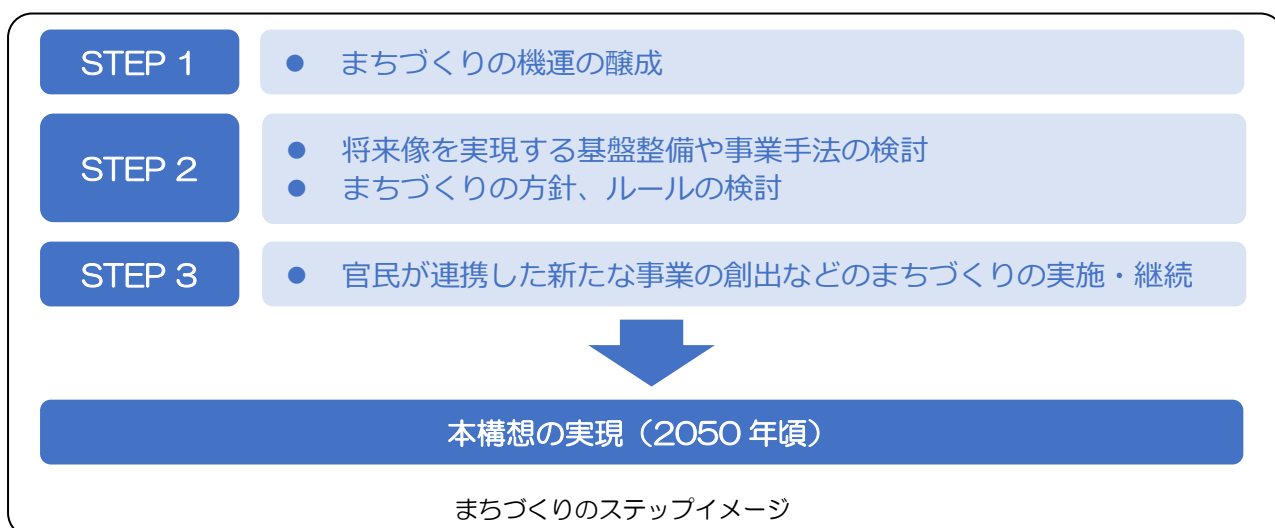 STEP 1
● まちづくりの機運の醸成
STEP 2
● 将来像を実現する基盤整備や事業手法の検討
● まちづくりの方針、ルールの検討
STEP 3
● 官民が連携した新たな事業の創出などのまちづくりの実施・継続
本構想の実現（2050 年頃）
まちづくりのステップイメージ